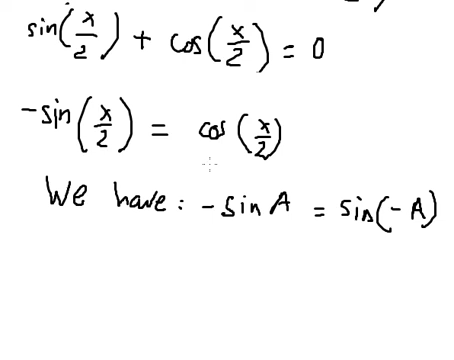 sin(x/2) + cos(x/2) = 0
-sin(x/2) = cos(x/2)
We have: -sin A = sin(-A)